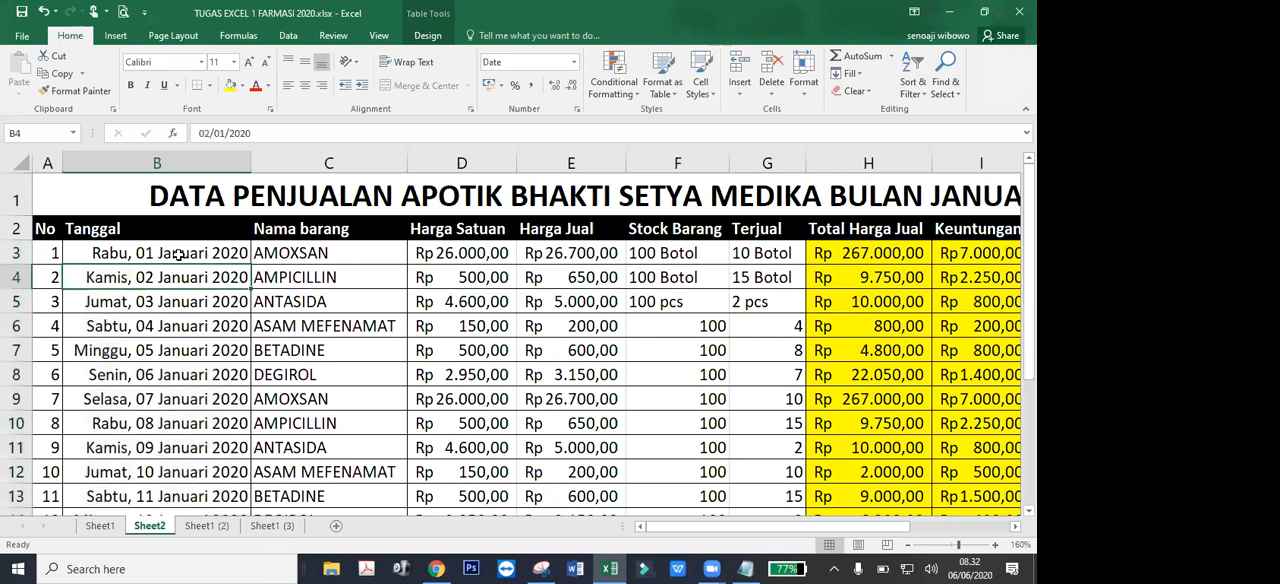 TUGAS EXCEL 1 FARMASI 2020.xlsx - Excel
Table Tools
File Home Insert Page Layout Formulas Data Review View Design Tell me what you want to do... senoaji wibowo Share
Cut
Copy
Format Painter
Paste
Clipboard
Calibri 11
B I U
Font
Wrap Text
Merge & Center
Alignment
Date
Number
Conditional Formatting
Format as Table
Cell Styles
Styles
Insert Delete Format
Cells
AutoSum
Fill
Clear
Sort & Filter
Find & Select
Editing
B4 fx 02/01/2020
A B C D E F G H I
1 DATA PENJUALAN APOTIK BHAKTI SETYA MEDIKA BULAN JANUA
2 No Tanggal Nama barang Harga Satuan Harga Jual Stock Barang Terjual Total Harga Jual Keuntungan
3 1 Rabu, 01 Januari 2020 AMOXSAN Rp 26.000,00 Rp 26.700,00 100 Botol 10 Botol Rp 267.000,00 Rp7.000,00
4 2 Kamis, 02 Januari 2020 AMPICILLIN Rp 500,00 Rp 650,00 100 Botol 15 Botol Rp 9.750,00 Rp2.250,00
5 3 Jumat, 03 Januari 2020 ANTASIDA Rp 4.600,00 Rp 5.000,00 100 pcs 2 pcs Rp 10.000,00 Rp 800,00
6 4 Sabtu, 04 Januari 2020 ASAM MEFENAMAT Rp 150,00 Rp 200,00 100 4 Rp 800,00 Rp 200,00
7 5 Minggu, 05 Januari 2020 BETADINE Rp 500,00 Rp 600,00 100 8 Rp 4.800,00 Rp 800,00
8 6 Senin, 06 Januari 2020 DEGIROL Rp 2.950,00 Rp 3.150,00 100 7 Rp 22.050,00 Rp1.400,00
9 7 Selasa, 07 Januari 2020 AMOXSAN Rp 26.000,00 Rp 26.700,00 100 10 Rp 267.000,00 Rp7.000,00
10 8 Rabu, 08 Januari 2020 AMPICILLIN Rp 500,00 Rp 650,00 100 15 Rp 9.750,00 Rp2.250,00
11 9 Kamis, 09 Januari 2020 ANTASIDA Rp 4.600,00 Rp 5.000,00 100 2 Rp 10.000,00 Rp 800,00
12 10 Jumat, 10 Januari 2020 ASAM MEFENAMAT Rp 150,00 Rp 200,00 100 10 Rp 2.000,00 Rp 500,00
13 11 Sabtu, 11 Januari 2020 BETADINE Rp 500,00 Rp 600,00 100 15 Rp 9.000,00 Rp1.500,00
Sheet1 Sheet2 Sheet1 (2) Sheet1 (3)
Ready 160%
Search here 77% 08.32
06/06/2020